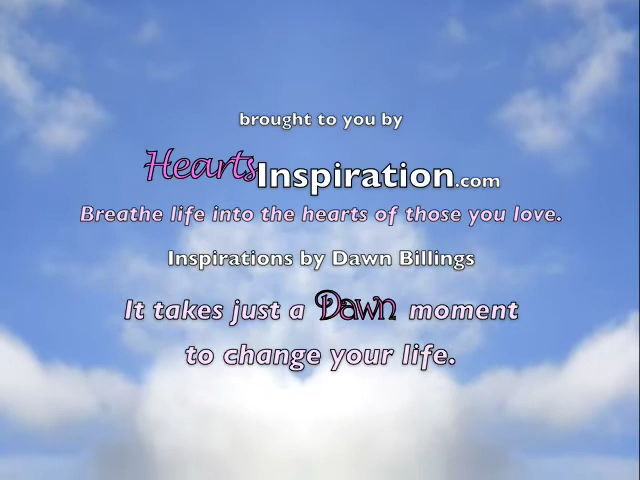 brought to you by
HeartsInspiration.com
Breathe life into the hearts of those you love.
Inspirations by Dawn Billings
It takes just a Dawn moment
to change your life.